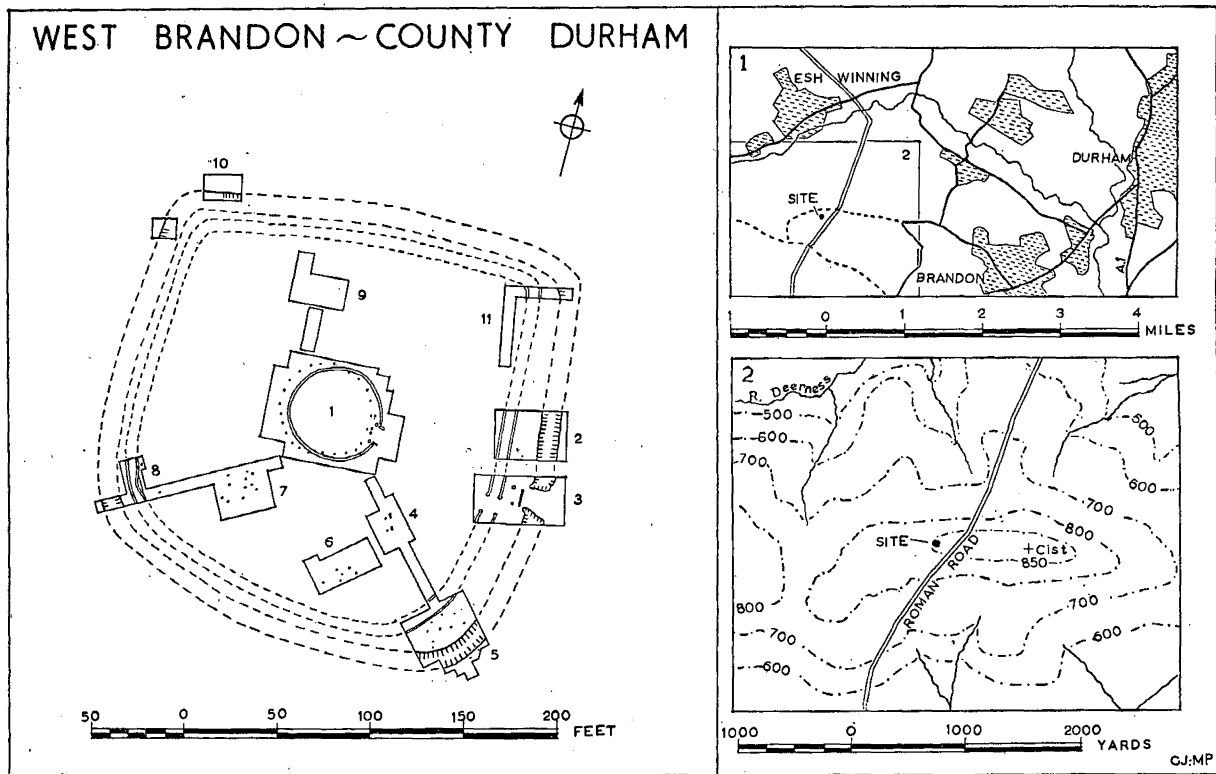 WEST BRANDON ~ COUNTY DURHAM
10
9
11
1
2
8
7
3
4
6
5
50 0 50 100 150 200 FEET
1
ESH WINNING
2
DURHAM
SITE
BRANDON
A.1
1 0 1 2 3 4 MILES
2
R. Deerness
500
500
600
600
700
700
800
SITE
+Cist
850
ROMAN ROAD
800
700
700
600
600
1000 0 1000 2000 YARDS
GJ:MP